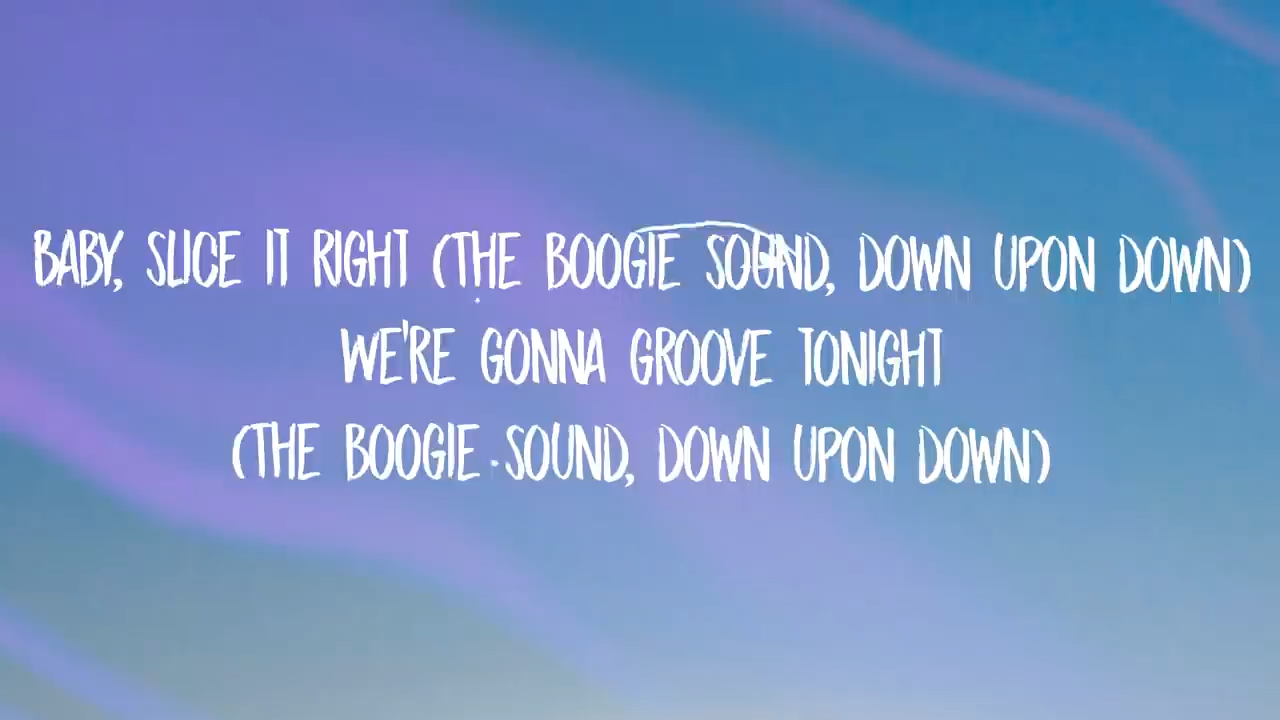 BABY, SLICE IT RIGHT (THE BOOGIE SOUND, DOWN UPON DOWN)
WE'RE GONNA GROOVE TONIGHT
(THE BOOGIE SOUND, DOWN UPON DOWN)